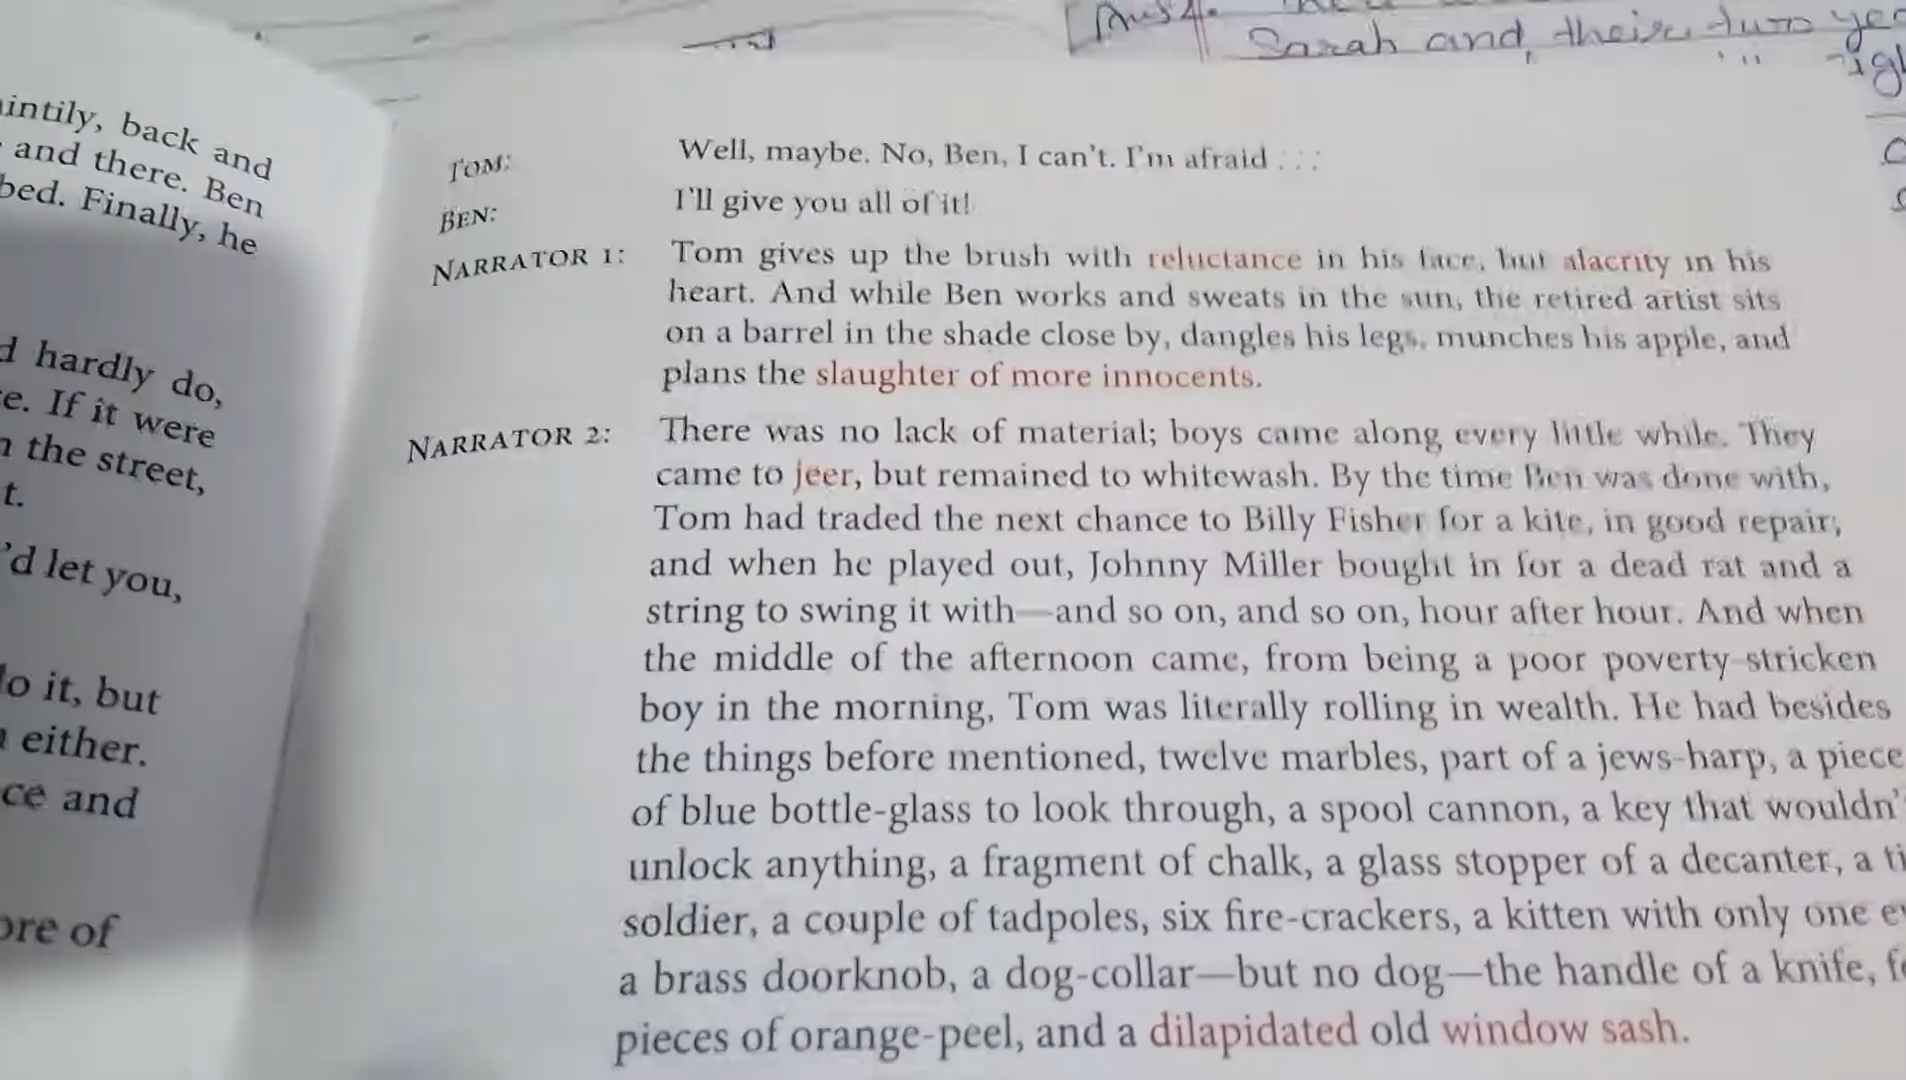 Ans 4.
Sarah and their two
intily, back and
and there. Ben
bed. Finally, he
d hardly do,
e. If it were
n the street,
t.
'd let you,
lo it, but
n either.
ce and
ore of
TOM: Well, maybe. No, Ben, I can't. I'm afraid . . .
BEN: I'll give you all of it!
NARRATOR 1: Tom gives up the brush with reluctance in his face, but alacrity in his
heart. And while Ben works and sweats in the sun, the retired artist sits
on a barrel in the shade close by, dangles his legs, munches his apple, and
plans the slaughter of more innocents.
NARRATOR 2: There was no lack of material; boys came along every little while. They
came to jeer, but remained to whitewash. By the time Ben was done with,
Tom had traded the next chance to Billy Fisher for a kite, in good repair;
and when he played out, Johnny Miller bought in for a dead rat and a
string to swing it with—and so on, and so on, hour after hour. And when
the middle of the afternoon came, from being a poor poverty-stricken
boy in the morning, Tom was literally rolling in wealth. He had besides
the things before mentioned, twelve marbles, part of a jews-harp, a piece
of blue bottle-glass to look through, a spool cannon, a key that wouldn'
unlock anything, a fragment of chalk, a glass stopper of a decanter, a ti
soldier, a couple of tadpoles, six fire-crackers, a kitten with only one e
a brass doorknob, a dog-collar—but no dog—the handle of a knife, f
pieces of orange-peel, and a dilapidated old window sash.